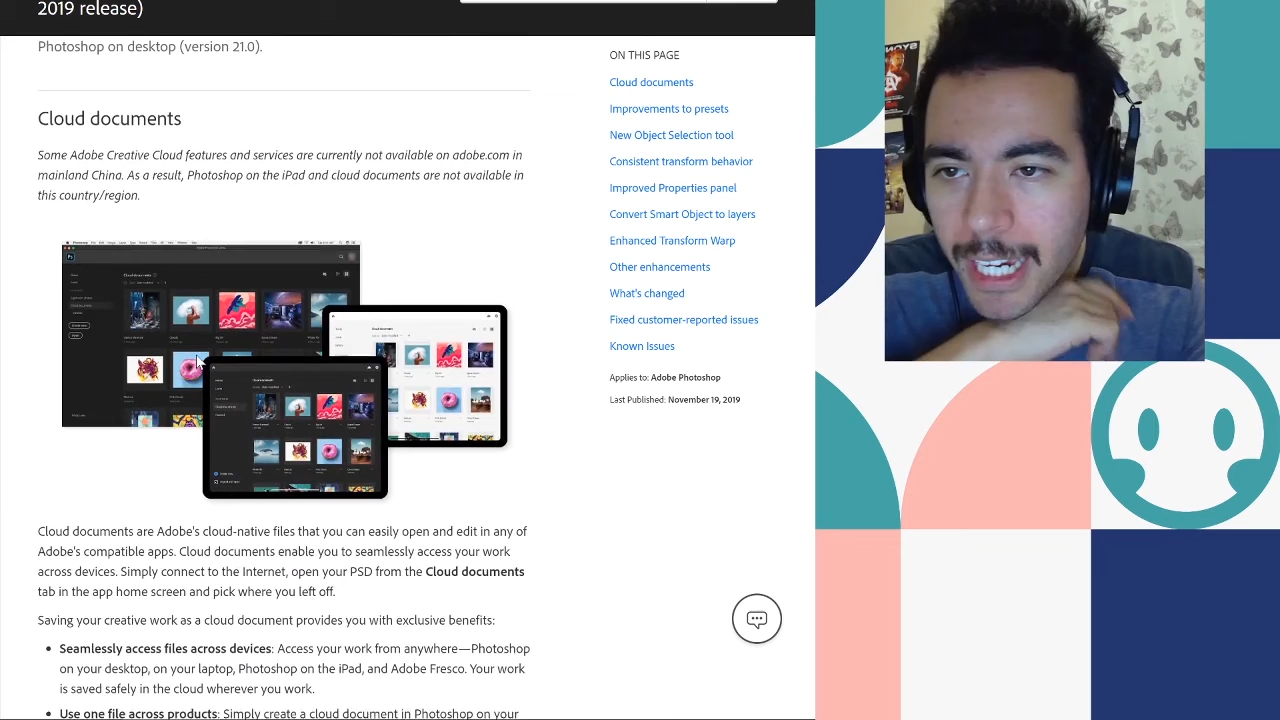 2019 release)
Photoshop on desktop (version 21.0).
Cloud documents
Some Adobe Creative Cloud features and services are currently not available on adobe.com in
mainland China. As a result, Photoshop on the iPad and cloud documents are not available in
this country/region.
Cloud documents are Adobe's cloud-native files that you can easily open and edit in any of
Adobe's compatible apps. Cloud documents enable you to seamlessly access your work
across devices. Simply connect to the Internet, open your PSD from the Cloud documents
tab in the app home screen and pick where you left off.
Saving your creative work as a cloud document provides you with exclusive benefits:
Seamlessly access files across devices: Access your work from anywhere—Photoshop
on your desktop, on your laptop, Photoshop on the iPad, and Adobe Fresco. Your work
is saved safely in the cloud wherever you work.
Use one file across products: Simply create a cloud document in Photoshop on your
ON THIS PAGE
Cloud documents
Improvements to presets
New Object Selection tool
Consistent transform behavior
Improved Properties panel
Convert Smart Object to layers
Enhanced Transform Warp
Other enhancements
What's changed
Fixed customer-reported issues
Known Issues
Applies to: Adobe Photoshop
Last Published: November 19, 2019